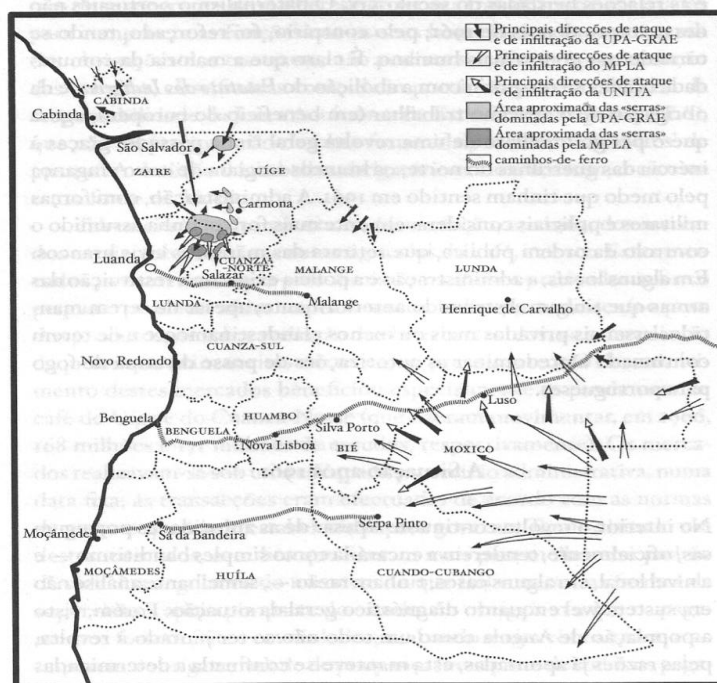 Principais direcções de ataque
e de infiltração da UPA-GRAE
Principais direcções de ataque
e de infiltração do MPLA
Principais direcções de ataque
e de infiltração da UNITA
Área aproximada das «serras»
dominadas pela UPA-GRAE
Área aproximada das «serras»
dominadas pela MPLA
caminhos-de-ferro
CABINDA
Cabinda
São Salvador
ZAIRE
UÍGE
Carmona
Luanda
CUANZA
-NORTE
Salazar
MALANGE
LUNDA
LUANDA
Malange
Henrique de Carvalho
CUANZA-SUL
Novo Redondo
Luso
Benguela
HUAMBO
Silva Porto
BENGUELA
Nova Lisboa
BIÉ
MOXICO
Moçâmedes
Sá da Bandeira
Serpa Pinto
MOÇÂMEDES
HUÍLA
CUANDO-CUBANGO